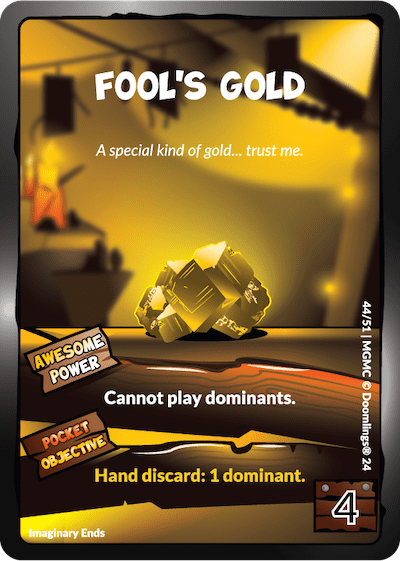 FOOL'S GOLD
A special kind of gold... trust me.
44/51 | MGMC © Doomlings® 24
AWESOME
POWER
Cannot play dominants.
POCKET
OBJECTIVE
Hand discard: 1 dominant.
4
Imaginary Ends